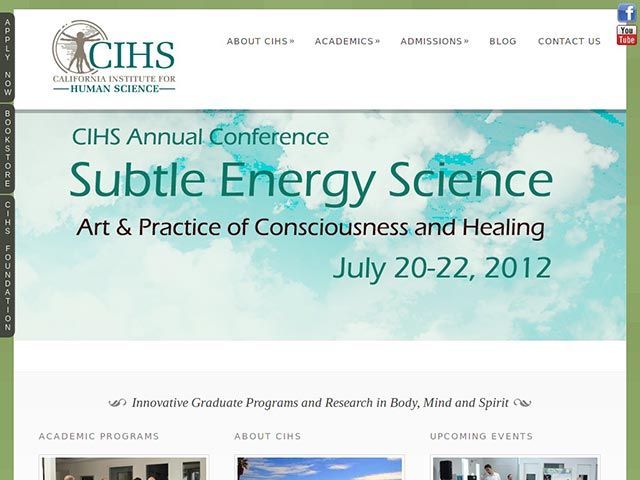 APPLY NOW
BOOKSTORE
CIHS FOUNDATION
CIHS
CALIFORNIA INSTITUTE FOR
HUMAN SCIENCE
ABOUT CIHS »
ACADEMICS »
ADMISSIONS »
BLOG
CONTACT US
f
You
Tube
CIHS Annual Conference
Subtle Energy Science
Art & Practice of Consciousness and Healing
July 20-22, 2012
Innovative Graduate Programs and Research in Body, Mind and Spirit
ACADEMIC PROGRAMS
ABOUT CIHS
UPCOMING EVENTS